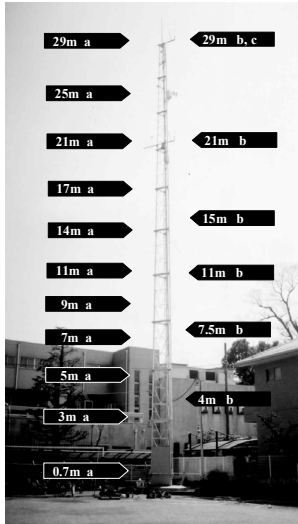 29m a
29m b, c
25m a
21m a
21m b
17m a
15m b
14m a
11m a
11m b
9m a
7.5m b
7m a
5m a
4m b
3m a
0.7m a